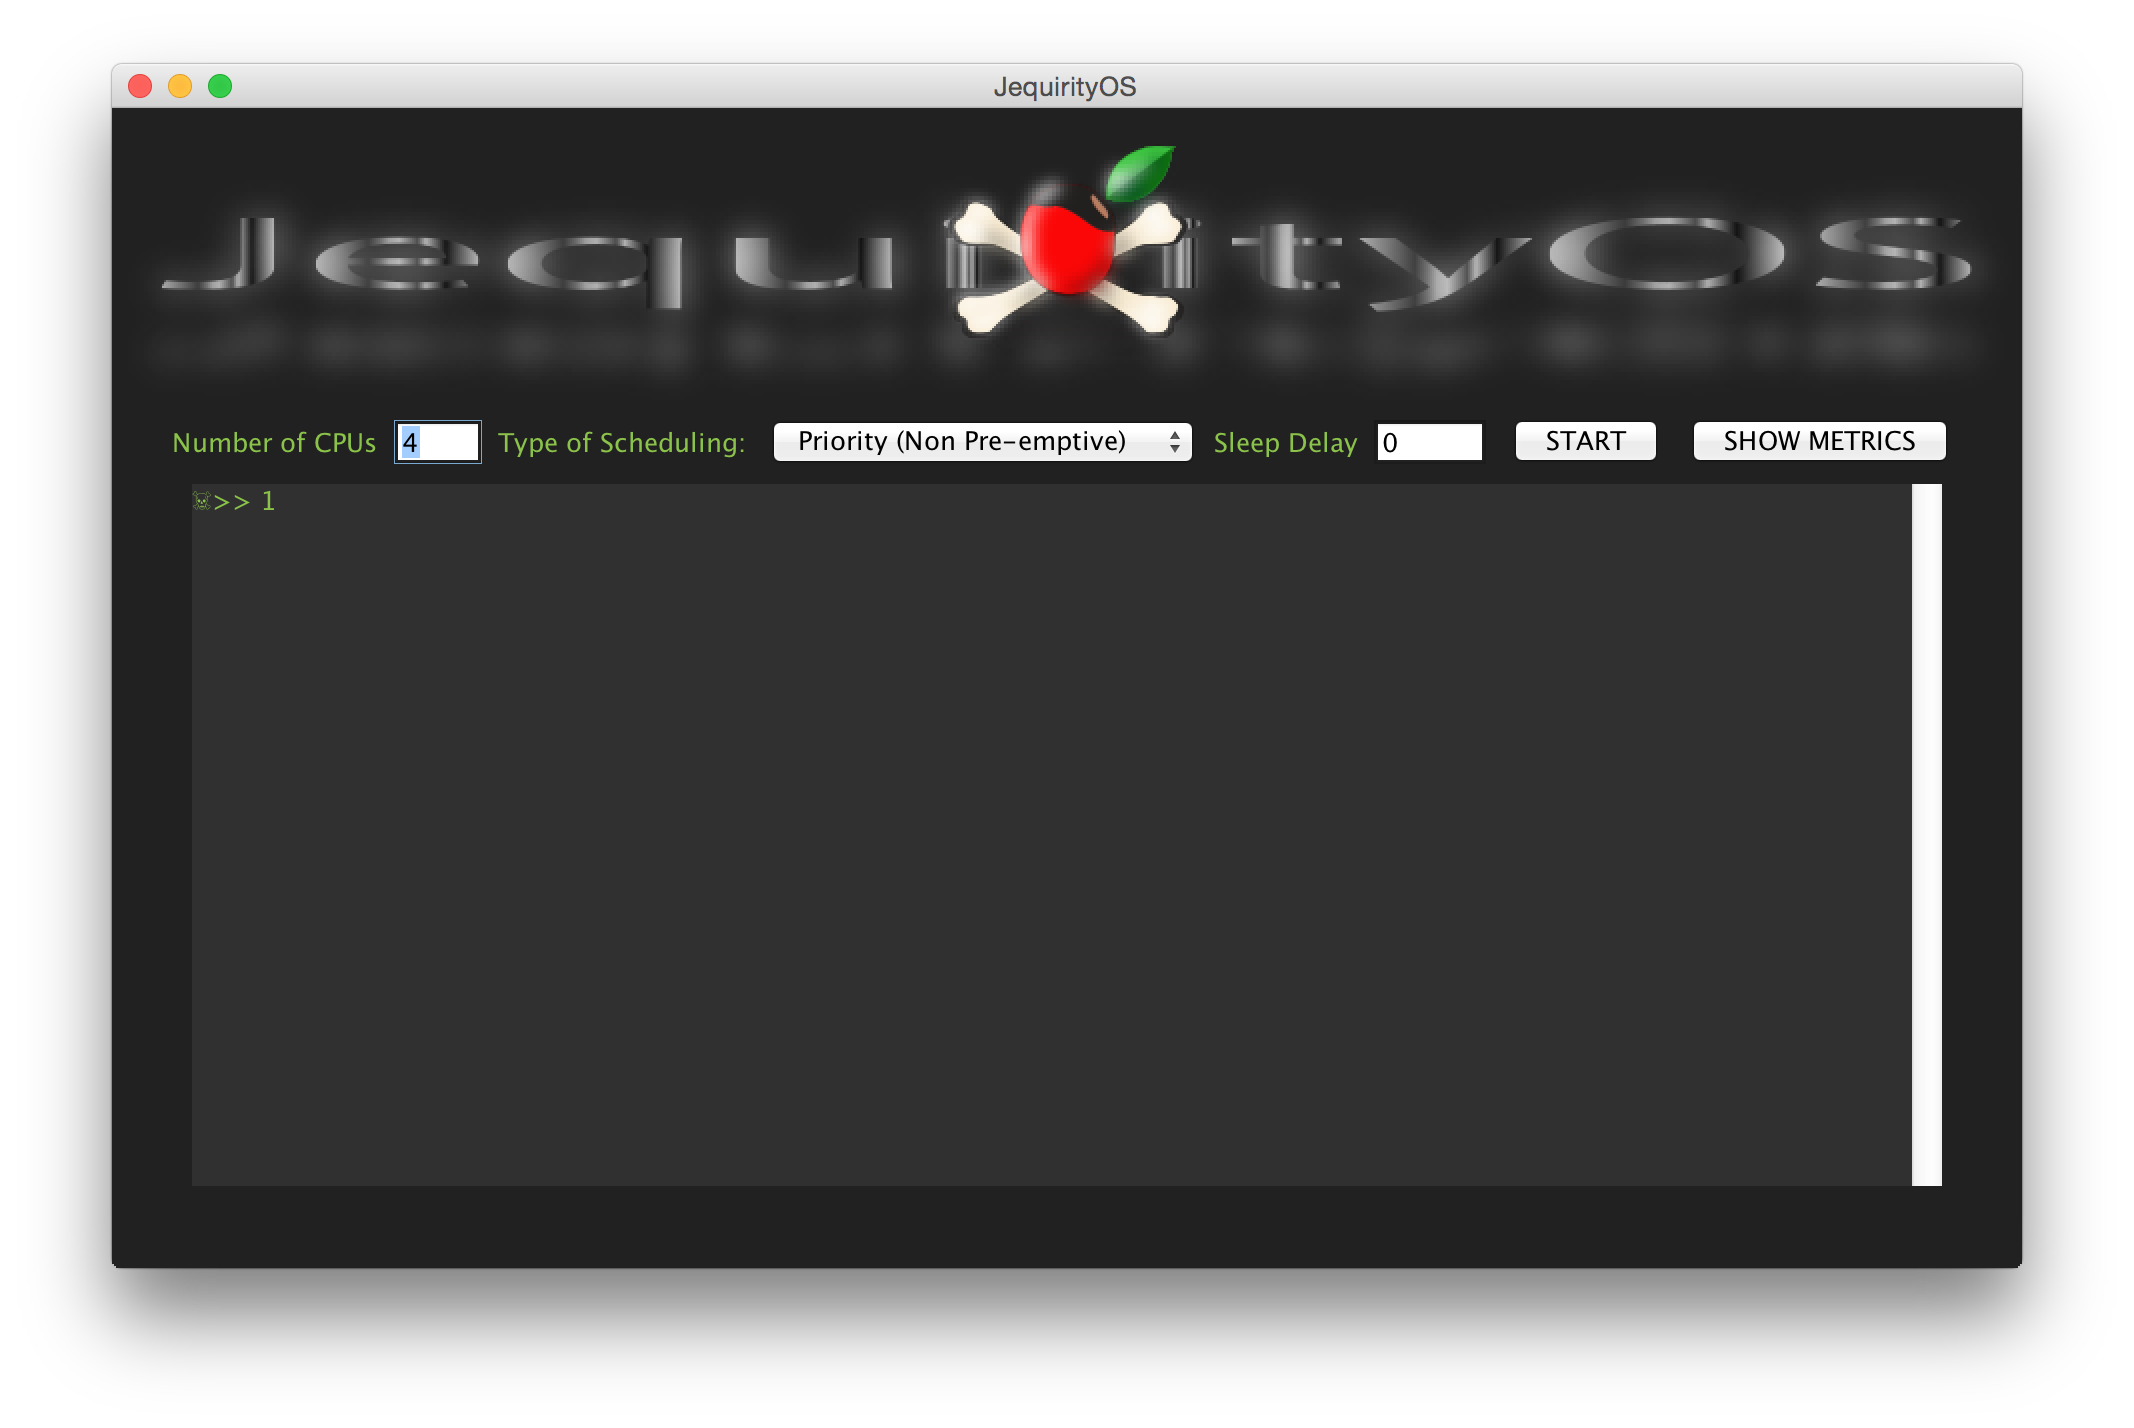 JequirityOS
JequirityOS
Number of CPUs 4 Type of Scheduling: Priority (Non Pre-emptive) Sleep Delay 0 START SHOW METRICS
☠>> 1